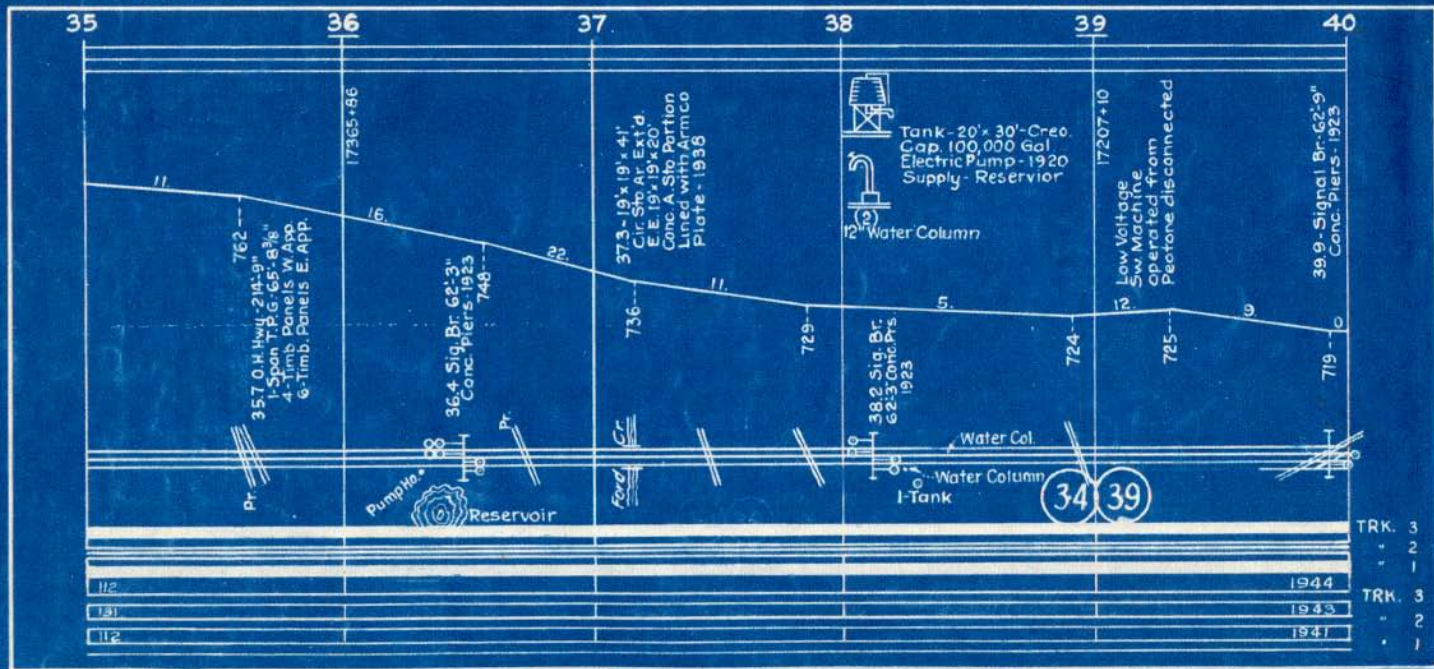 35 36 37 38 39 40
17365+86
17207+10
Tank-20'x 30'-Creo.
Cap. 100,000 Gal.
Electric Pump-1920
Supply-Reservior
12
12" Water Column
37.3-19'x 19'x 41'
Cir. Sto Ar. Ext'd.
E.E. 19'x 19'x 20'
Conc. A. Sto Portion
Lined with Armco
Plate-1938
Low Voltage
Sw. Machine
operated from
Peotone disconnected
39.9-Signal Br. 62'-9"
Conc. Piers-1923
11. 16. 22. 11. 5. 12. 9 0
762 748 736 729 724 725 719
35.7 O.H. Hwy.-214'-9"
1-Span T.P.G.-65'-8⅜"
4-Timb Panels W. App.
6-Timb. Panels E. App.
36.4 Sig. Br. 62'-3"
Conc. Piers-1923
38.2 Sig. Br.
62'-3" Conc. Prs.
1923
Pr.
Pr.
Ford Cr.
Water Col.
Water Column
1-Tank
Pump Ho.
Reservoir
34 39
TRK. 3
" 2
" 1
112 1944 TRK. 3
131 1943 " 2
112 1941 " 1